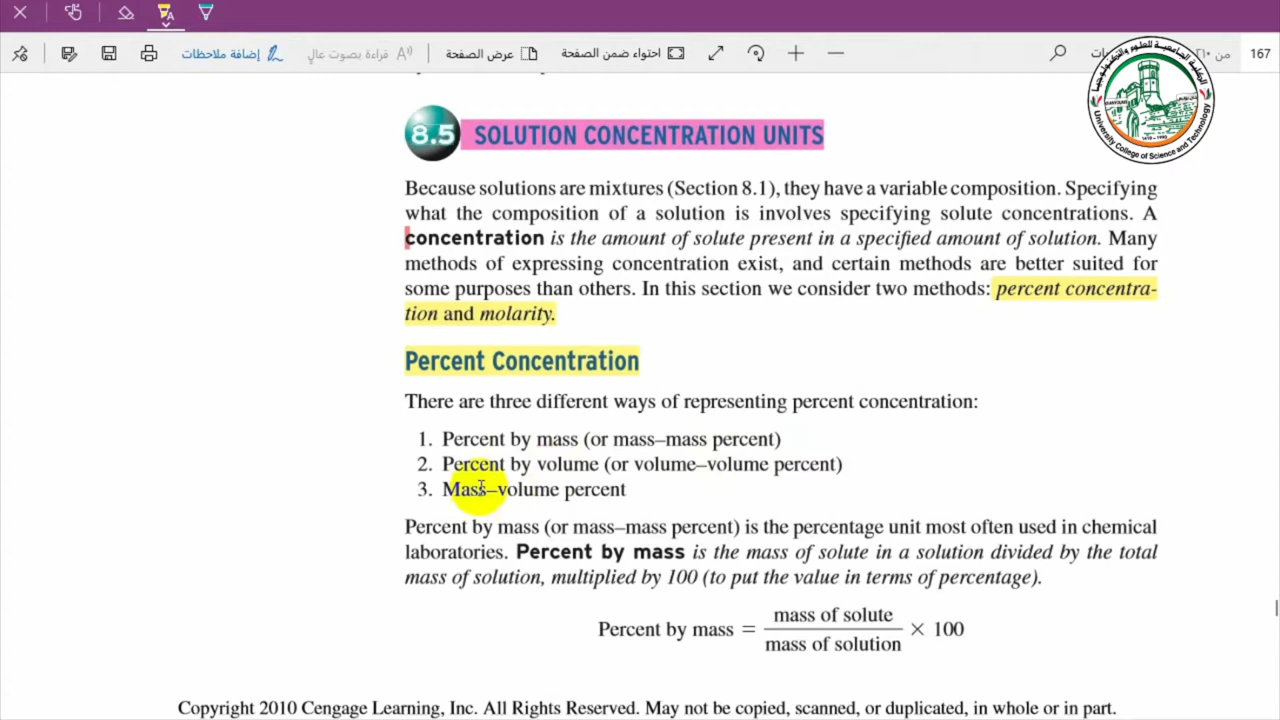 إضافة ملاحظات
قراءة بصوت عالٍ
عرض الصفحة
احتواء ضمن الصفحة
من ٢١٠
167
8.5 SOLUTION CONCENTRATION UNITS
University College of Science and Technology
Because solutions are mixtures (Section 8.1), they have a variable composition. Specifying
what the composition of a solution is involves specifying solute concentrations. A
concentration is the amount of solute present in a specified amount of solution. Many
methods of expressing concentration exist, and certain methods are better suited for
some purposes than others. In this section we consider two methods: percent concentra-
tion and molarity.
Percent Concentration
There are three different ways of representing percent concentration:
1. Percent by mass (or mass–mass percent)
2. Percent by volume (or volume–volume percent)
3. Mass–volume percent
Percent by mass (or mass–mass percent) is the percentage unit most often used in chemical
laboratories. Percent by mass is the mass of solute in a solution divided by the total
mass of solution, multiplied by 100 (to put the value in terms of percentage).
Percent by mass = mass of solute / mass of solution × 100
Copyright 2010 Cengage Learning, Inc. All Rights Reserved. May not be copied, scanned, or duplicated, in whole or in part.